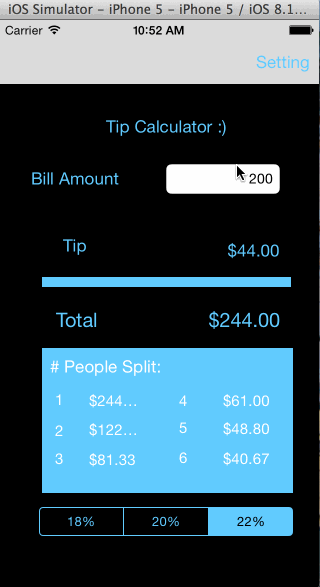 iOS Simulator – iPhone 5 – iPhone 5 / iOS 8.1...
Carrier 10:52 AM
Setting
Tip Calculator :)
Bill Amount 200
Tip $44.00
Total $244.00
# People Split:
1 $244... 4 $61.00
2 $122... 5 $48.80
3 $81.33 6 $40.67
18% 20% 22%